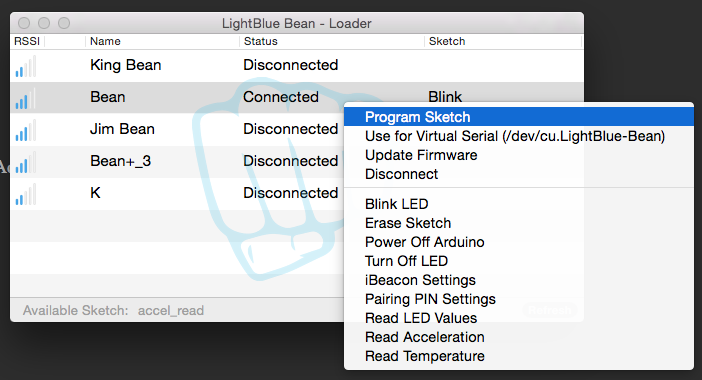 LightBlue Bean - Loader
RSSI Name Status Sketch
King Bean Disconnected
Bean Connected Blink
Jim Bean Disconnected
Bean+_3 Disconnected
K Disconnected
Available Sketch: accel_read
Program Sketch
Use for Virtual Serial (/dev/cu.LightBlue-Bean)
Update Firmware
Disconnect
Blink LED
Erase Sketch
Power Off Arduino
Turn Off LED
iBeacon Settings
Pairing PIN Settings
Read LED Values
Read Acceleration
Read Temperature